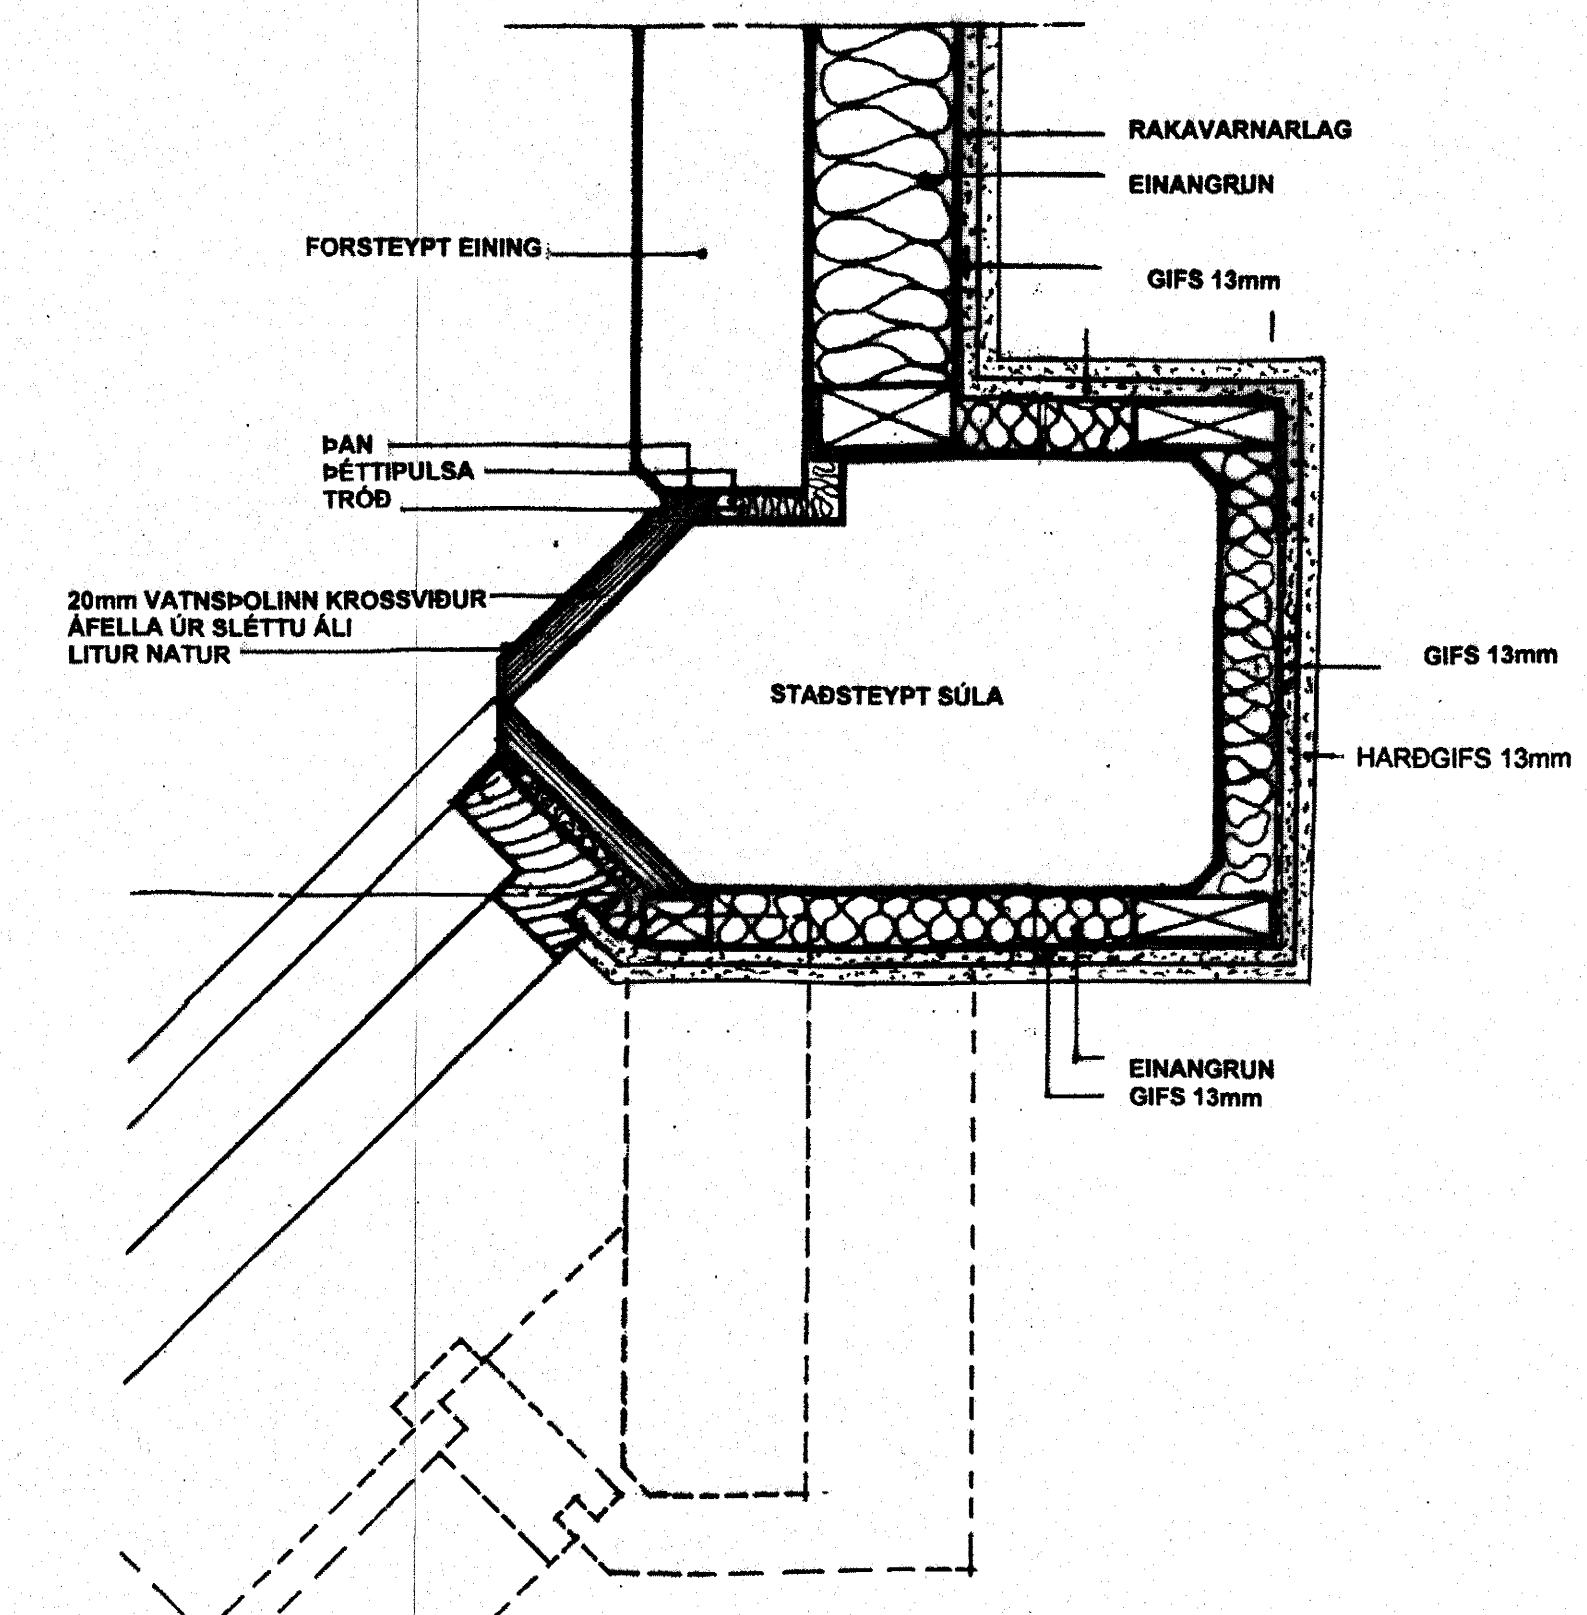 RAKAVARNARLAG
EINANGRUN
FORSTEYPT EINING
GIFS 13mm
ÞAN
ÞÉTTIPULSA
TRÓÐ
20mm VATNSÞOLINN KROSSVIÐUR
ÁFELLA ÚR SLÉTTU ÁLI
LITUR NATUR
GIFS 13mm
STAÐSTEYPT SÚLA
HARÐGIFS 13mm
EINANGRUN
GIFS 13mm